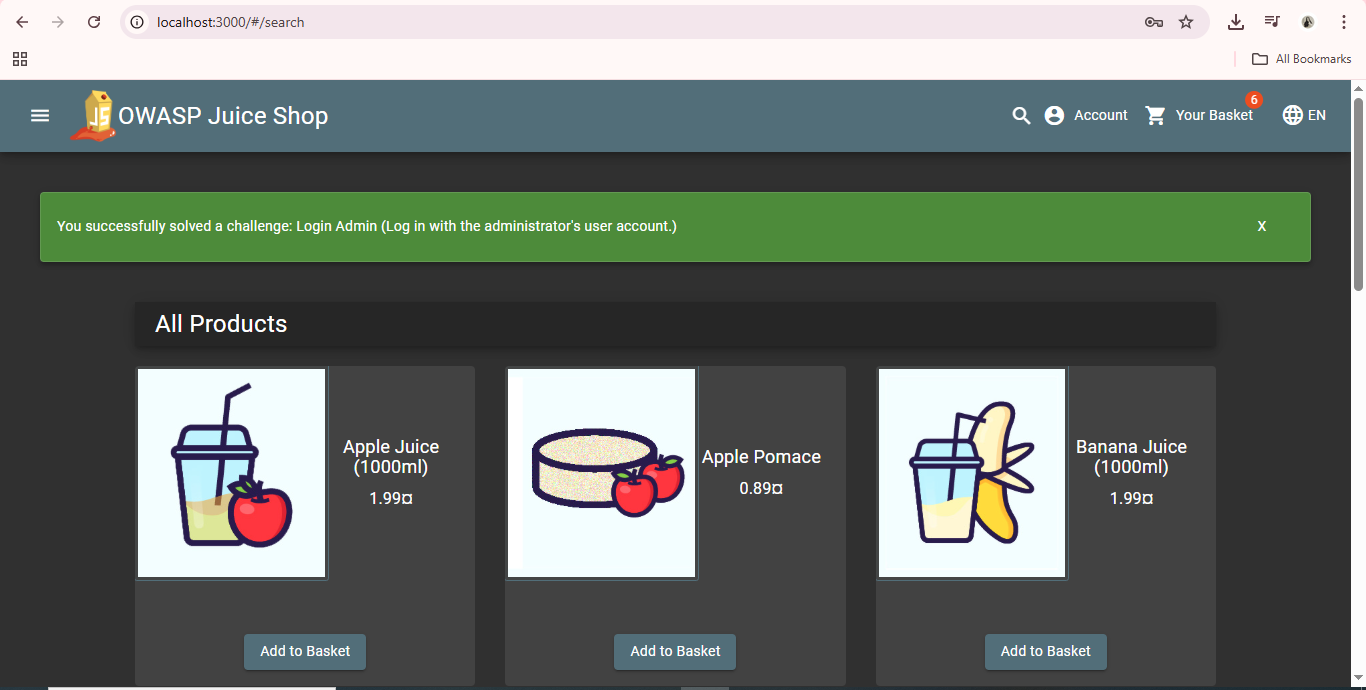 localhost:3000/#/search
All Bookmarks
JS
OWASP Juice Shop
Account
Your Basket
6
EN
You successfully solved a challenge: Login Admin (Log in with the administrator's user account.)
X
All Products
Apple Juice
(1000ml)
1.99¤
Add to Basket
Apple Pomace
0.89¤
Add to Basket
Banana Juice
(1000ml)
1.99¤
Add to Basket